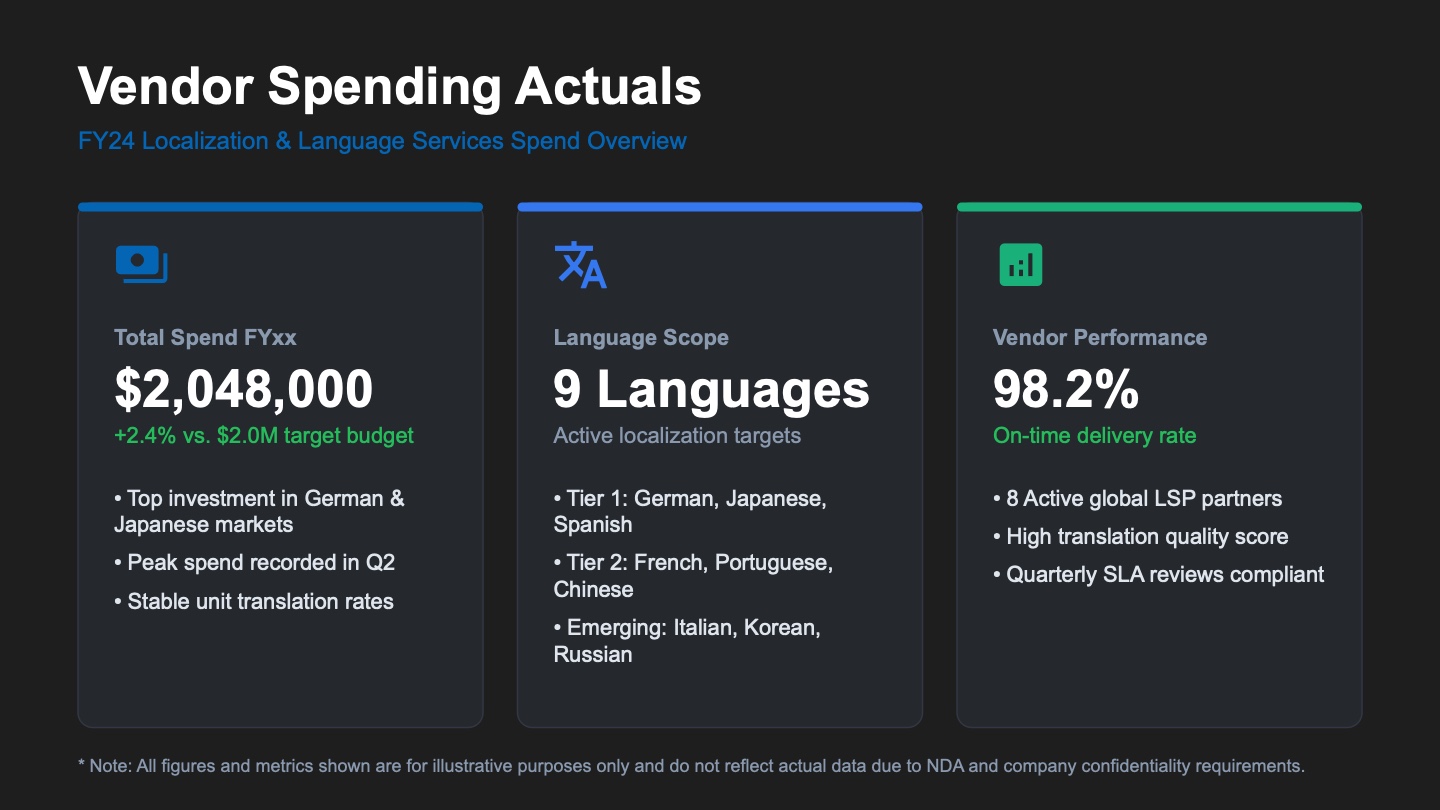 Vendor Spending Actuals
FY24 Localization & Language Services Spend Overview
Total Spend FYxx
$2,048,000
+2.4% vs. $2.0M target budget
• Top investment in German &
Japanese markets
• Peak spend recorded in Q2
• Stable unit translation rates
Language Scope
9 Languages
Active localization targets
• Tier 1: German, Japanese,
Spanish
• Tier 2: French, Portuguese,
Chinese
• Emerging: Italian, Korean,
Russian
Vendor Performance
98.2%
On-time delivery rate
• 8 Active global LSP partners
• High translation quality score
• Quarterly SLA reviews compliant
* Note: All figures and metrics shown are for illustrative purposes only and do not reflect actual data due to NDA and company confidentiality requirements.